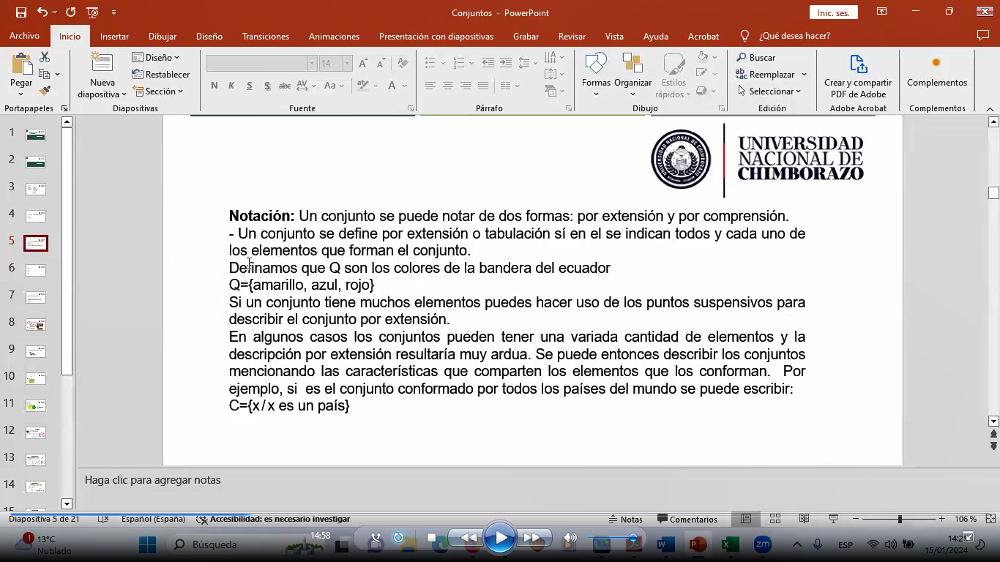 Conjuntos - PowerPoint
Inic. ses.
Archivo Inicio Insertar Dibujar Diseño Transiciones Animaciones Presentación con diapositivas Grabar Revisar Vista Ayuda Acrobat ¿Qué desea hacer?
Pegar
Nueva diapositiva
Diseño
Restablecer
Sección
14
N K S S abc AV Aa A
Formas
Organizar
Estilos rápidos
Buscar
Reemplazar
Seleccionar
Crear y compartir PDF de Adobe
Complementos
Portapapeles Diapositivas Fuente Párrafo Dibujo Edición Adobe Acrobat Complementos
1
2
3
4
5
6
7
8
9
10
11
12
13
14
UNIVERSIDAD
NACIONAL DE
CHIMBORAZO
Notación: Un conjunto se puede notar de dos formas: por extensión y por comprensión.
- Un conjunto se define por extensión o tabulación sí en el se indican todos y cada uno de
los elementos que forman el conjunto.
Definamos que Q son los colores de la bandera del ecuador
Q={amarillo, azul, rojo}
Si un conjunto tiene muchos elementos puedes hacer uso de los puntos suspensivos para
describir el conjunto por extensión.
En algunos casos los conjuntos pueden tener una variada cantidad de elementos y la
descripción por extensión resultaría muy ardua. Se puede entonces describir los conjuntos
mencionando las características que comparten los elementos que los conforman. Por
ejemplo, si es el conjunto conformado por todos los países del mundo se puede escribir:
C={x/x es un país}
Haga clic para agregar notas
Diapositiva 5 de 21 Español (España) Accesibilidad: es necesario investigar Notas Comentarios 106 %
14:58
1
13°C
Nublado
Búsqueda
ESP
15/01/2024